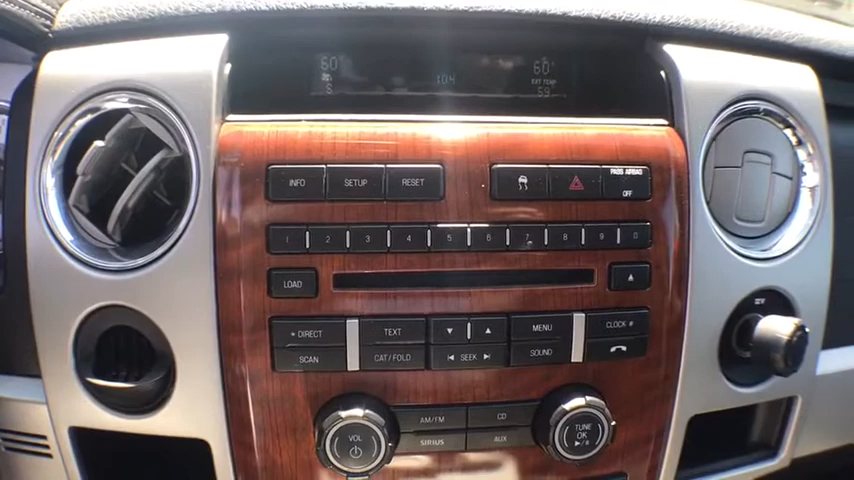 60° 104 60°
EXT TEMP
S 59
INFO SETUP RESET PASS AIRBAG
OFF
1 2 3 4 5 6 7 8 9 0
LOAD
DIRECT TEXT MENU CLOCK
SCAN CAT/FOLD SEEK SOUND
AM/FM CD
SIRIUS AUX
VOL
TUNE
OK